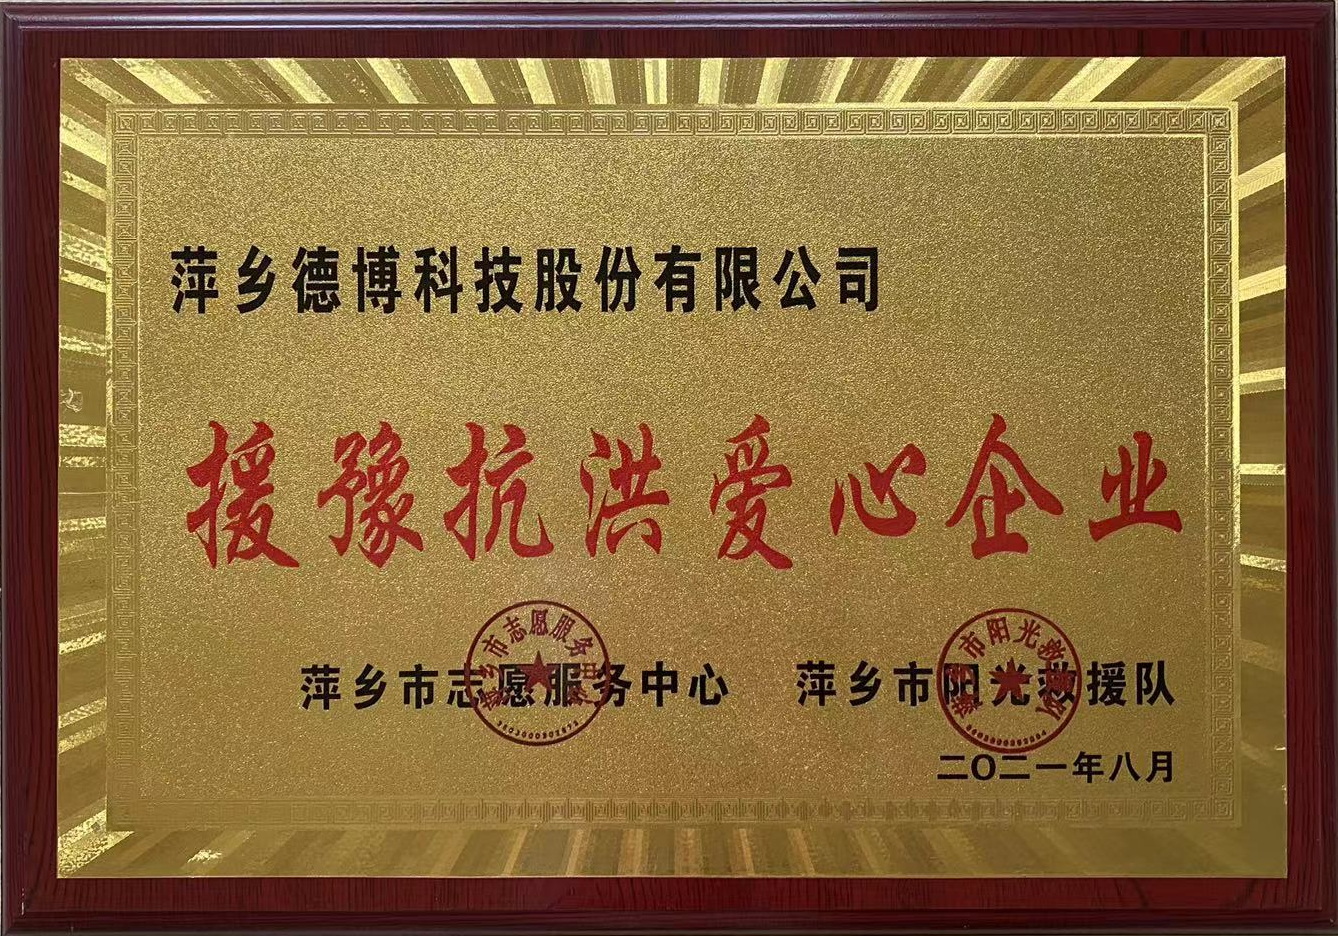 萍乡德博科技股份有限公司
援豫抗洪爱心企业
萍乡市志愿服务中心 萍乡市阳光救援队
二〇二一年八月